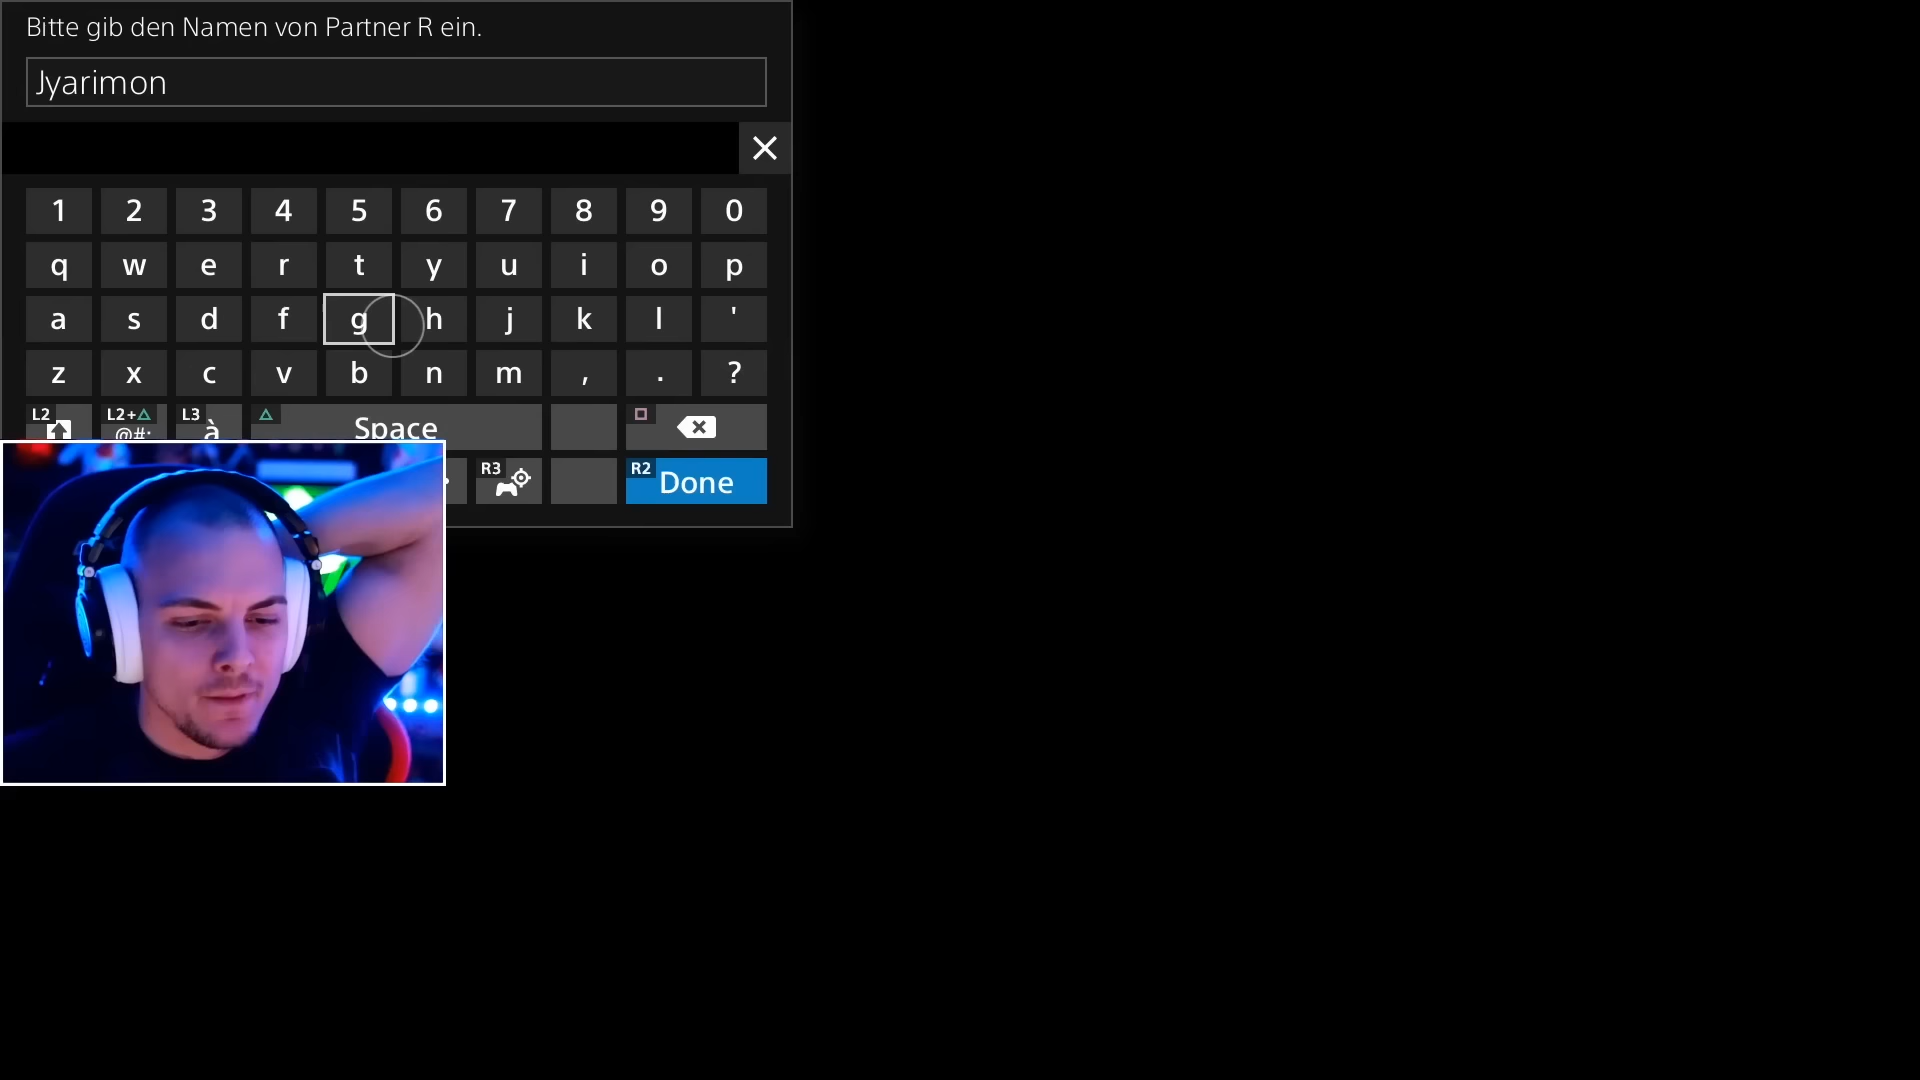 Bitte gib den Namen von Partner R ein.
Jyarimon
1 2 3 4 5 6 7 8 9 0
q w e r t y u i o p
a s d f g h j k l '
z x c v b n m , . ?
L2 L2+△ @#: L3 à △ Space □
R3 R2 Done